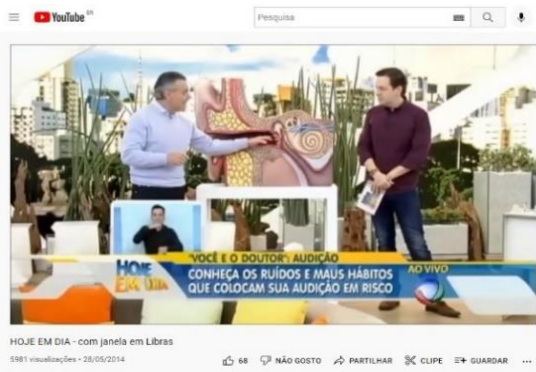 YouTube BR
Pesquisa
"VOCÊ E O DOUTOR": AUDIÇÃO
HOJE EM DIA
CONHEÇA OS RUÍDOS E MAUS HÁBITOS
QUE COLOCAM SUA AUDIÇÃO EM RISCO
AO VIVO
HOJE EM DIA - com janela em Libras
5981 visualizações • 28/05/2014
68 NÃO GOSTO PARTILHAR CLIPE GUARDAR ...